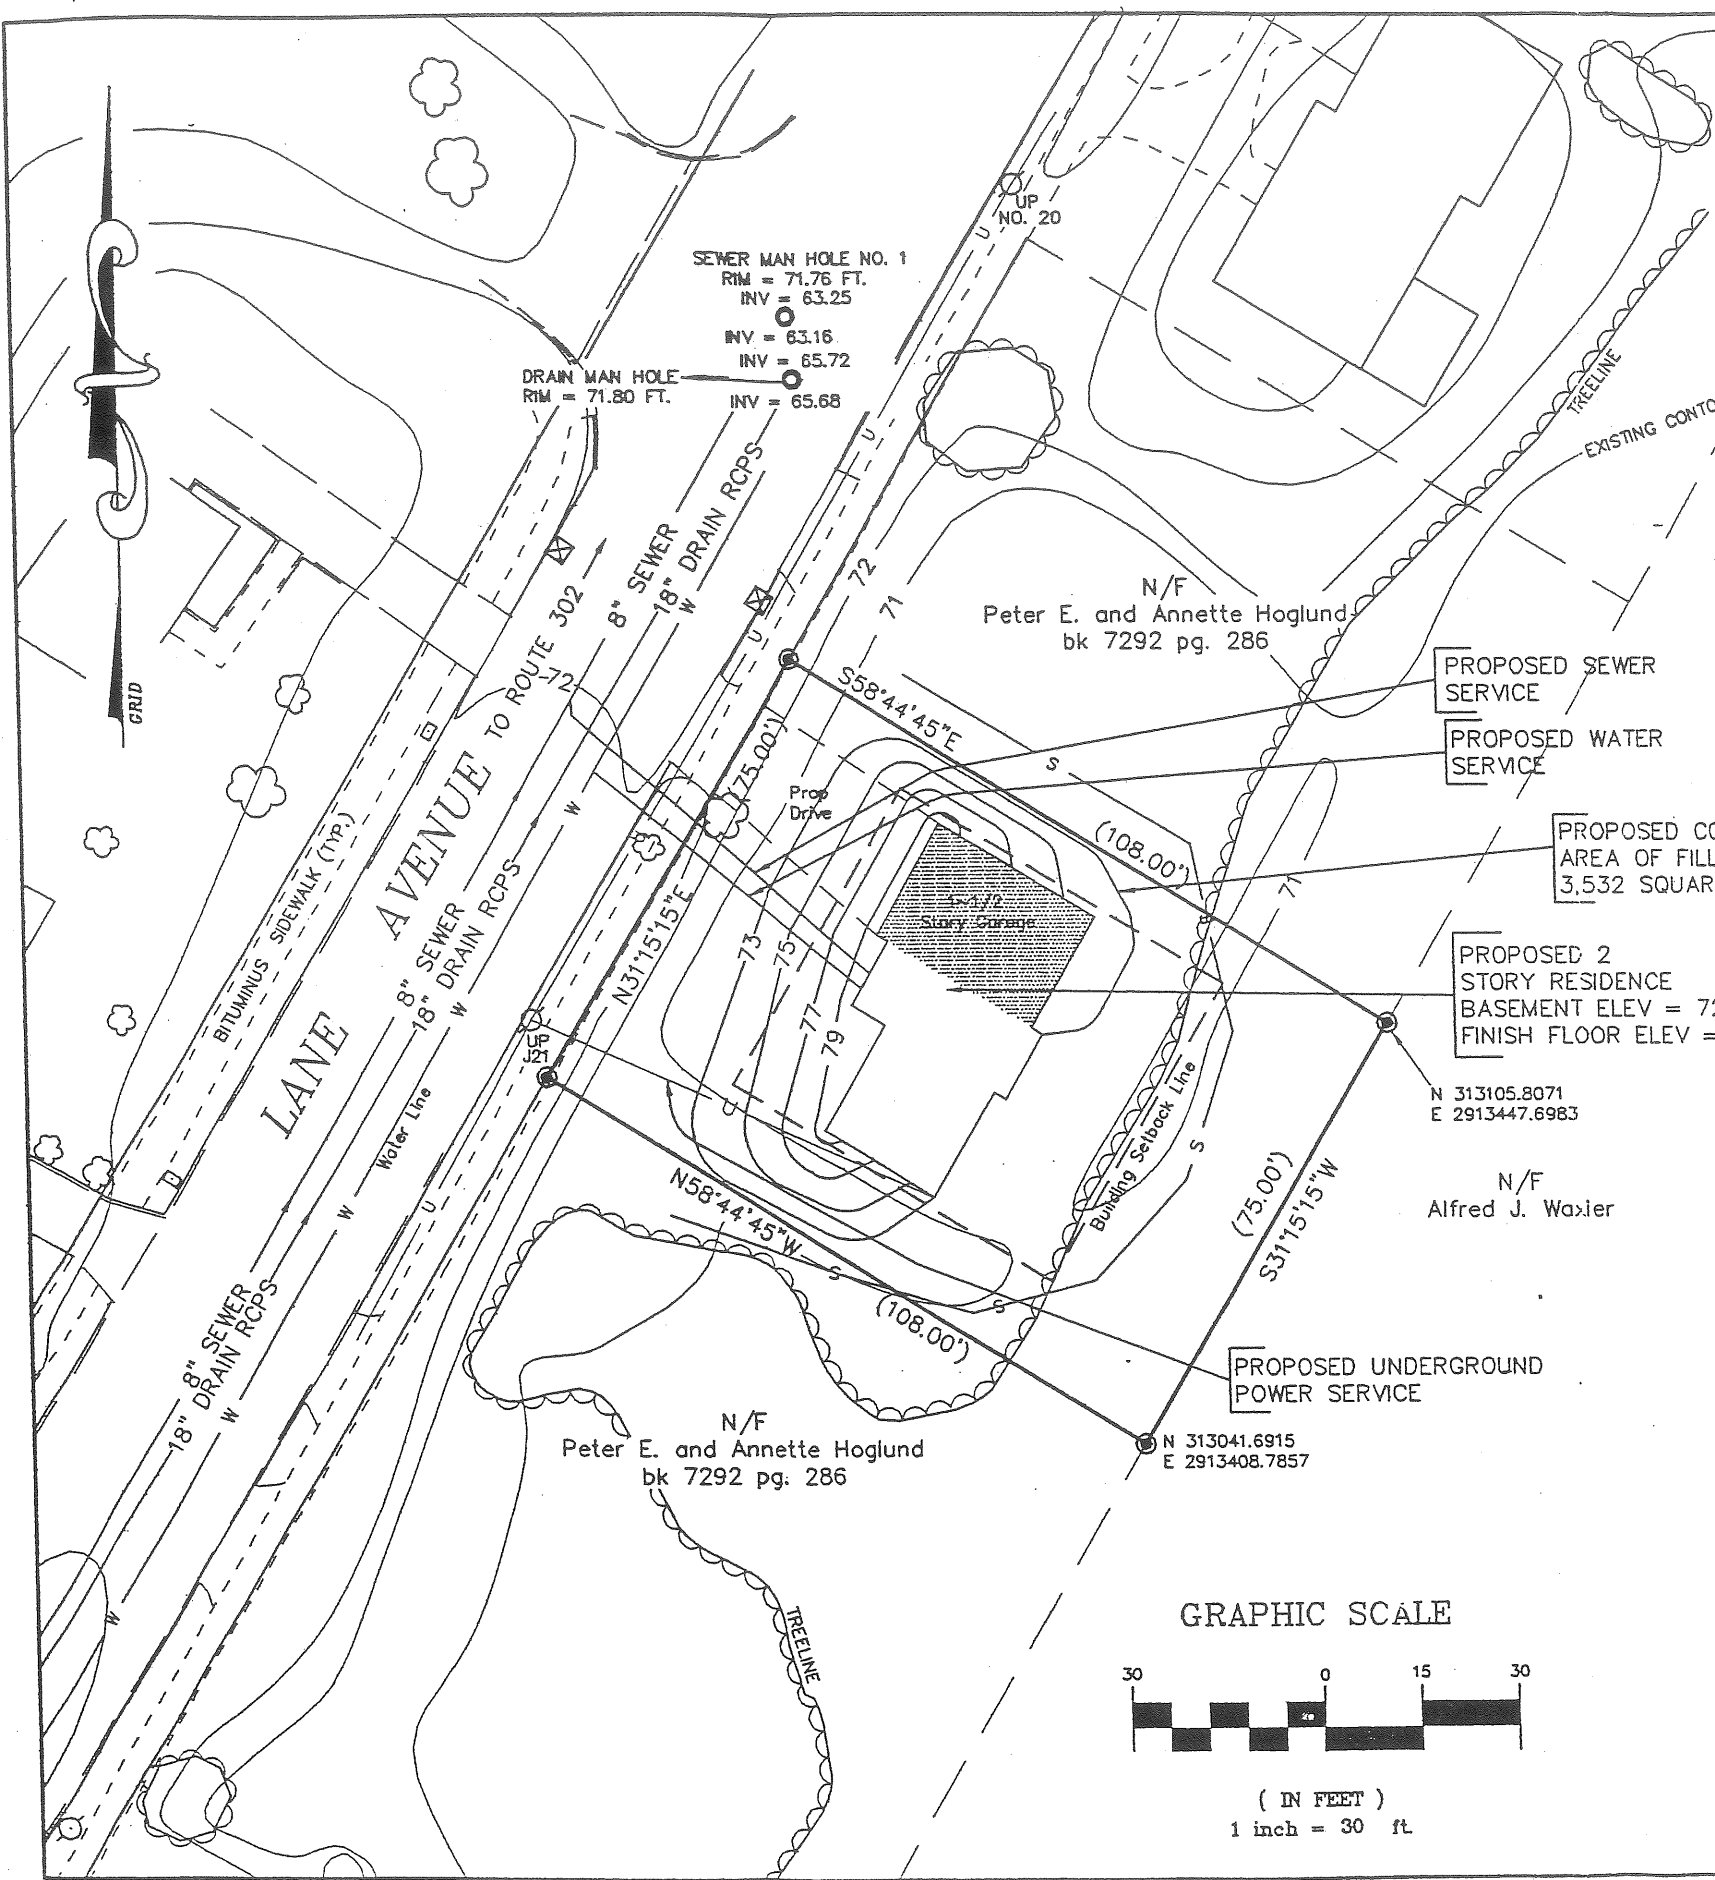 UP
NO. 20
SEWER MAN HOLE NO. 1
RIM = 71.76 FT.
INV = 63.25
INV = 63.16
INV = 65.72
DRAIN MAN HOLE
RIM = 71.80 FT.
INV = 65.68
TREELINE
EXISTING CONTO
U
U
U
8" SEWER
18" DRAIN RCPS
W
72
71
N/F
Peter E. and Annette Hoglund
bk 7292 pg. 286
GRID
72
LANE AVENUE TO ROUTE 302
S58°44'45"E
(108.00')
PROPOSED SEWER
SERVICE
PROPOSED WATER
SERVICE
S
(75.00')
N31°15'15"E
Prop
Drive
W
BITUMINUS SIDEWALK (TYP.)
PROPOSED CO
AREA OF FILL
3,532 SQUAR
71
1-1/2
Story Garage
8" SEWER
18" DRAIN RCPS
W
73
75
77
79
PROPOSED 2
STORY RESIDENCE
BASEMENT ELEV = 72
FINISH FLOOR ELEV =
UP
J21
N 313105.8071
E 2913447.6983
Water Line
U
Building Setback Line
S
N58°44'45"W
(108.00')
(75.00')
S31°15'15"W
N/F
Alfred J. Waxler
U
W
S
S
8" SEWER
18" DRAIN RCPS
W
PROPOSED UNDERGROUND
POWER SERVICE
N/F
Peter E. and Annette Hoglund
bk 7292 pg. 286
N 313041.6915
E 2913408.7857
W
TREELINE
GRAPHIC SCALE
30 0 15 30
( IN FEET )
1 inch = 30 ft.